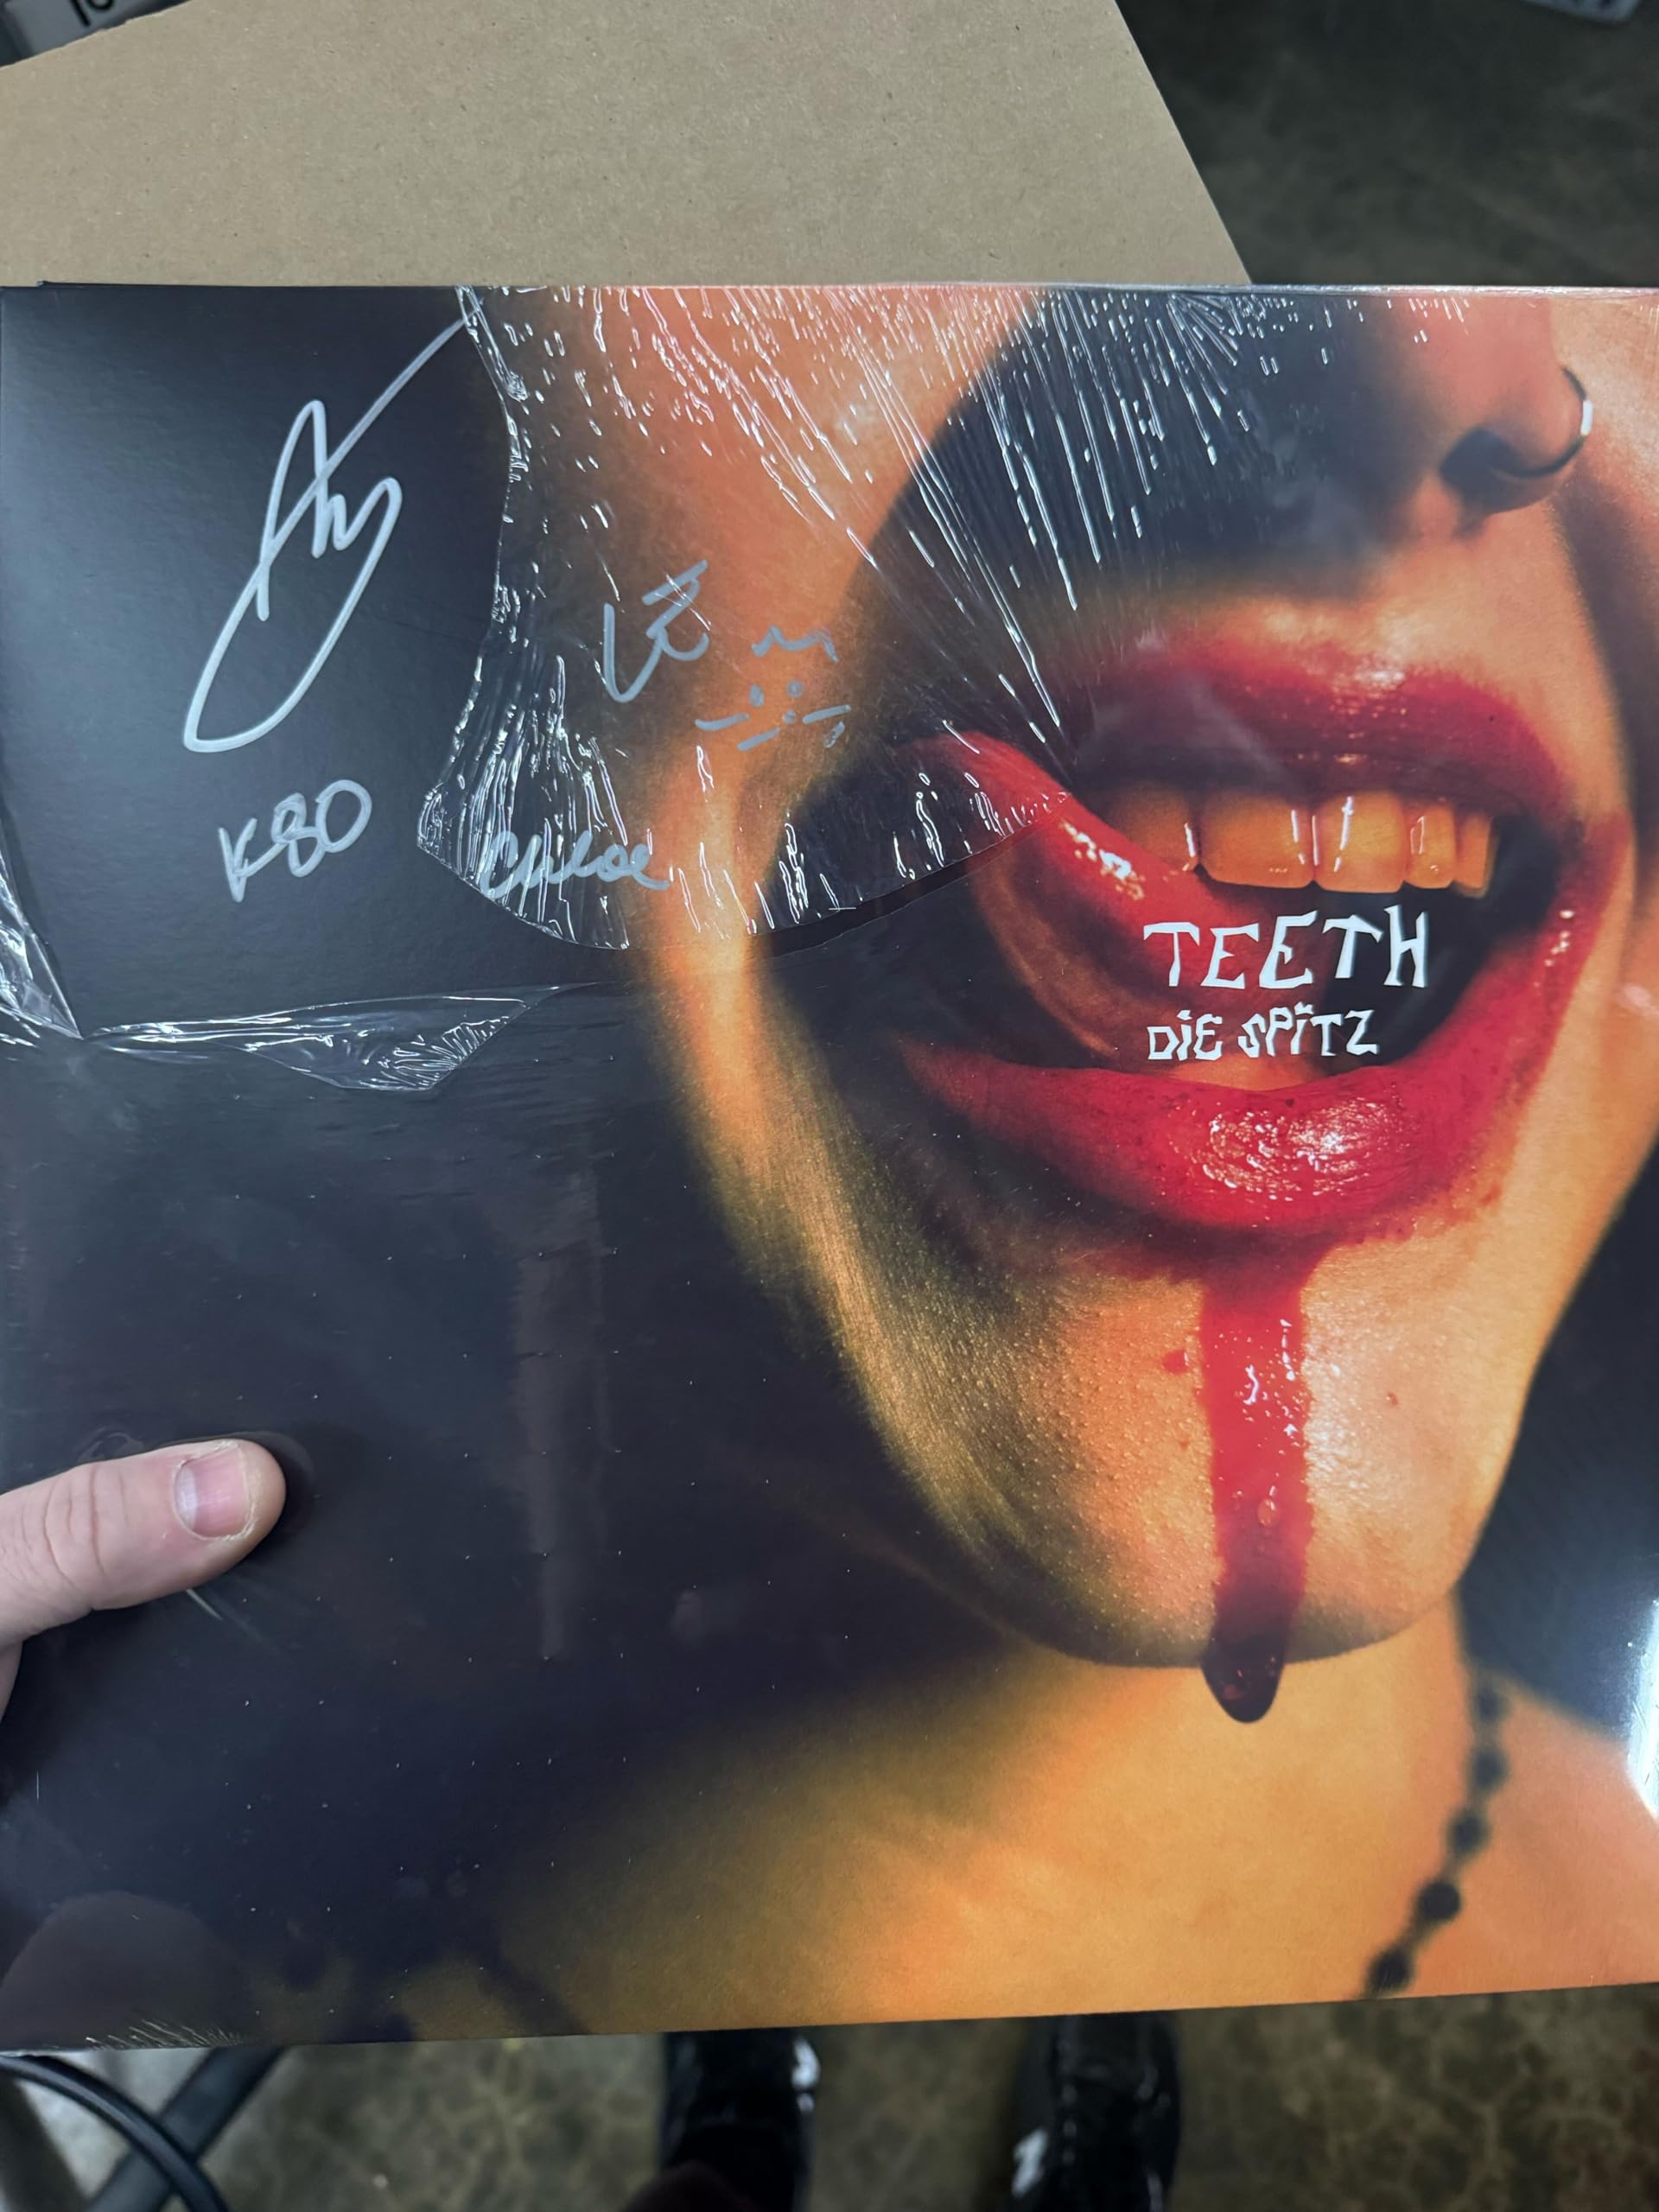 K80
Chloe
TEETH
DiE SPiTZ